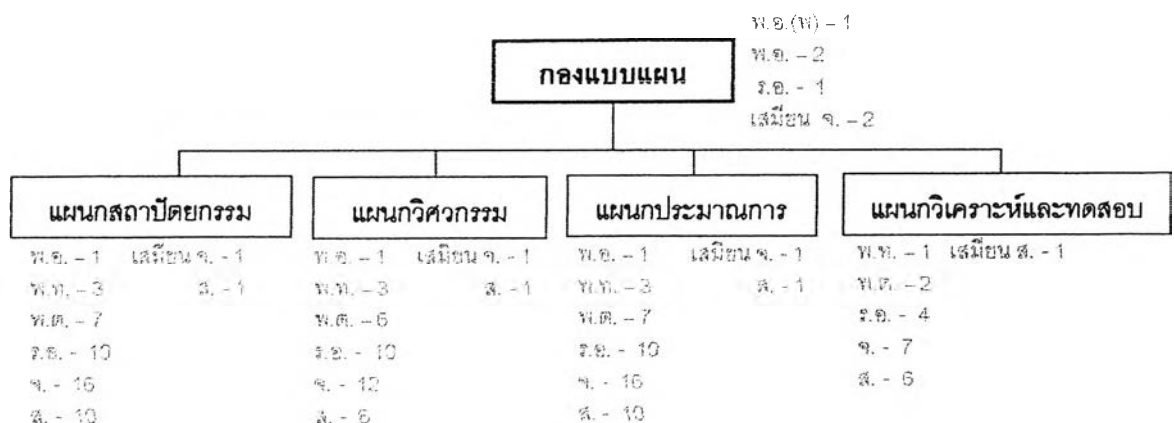 พ.อ.(พ) – 1
กองแบบแผน
พ.อ. – 2
ร.อ. - 1
เสมียน จ. – 2
แผนกสถาปัตยกรรม
พ.อ. – 1 เสมียน จ. - 1
พ.ท. – 3 ส. - 1
พ.ต. – 7
ร.อ. - 10
จ. - 16
ส. - 10
แผนกวิศวกรรม
พ.อ. – 1 เสมียน จ. - 1
พ.ท. – 3 ส. - 1
พ.ต. – 6
ร.อ. - 10
จ. - 12
ส. - 6
แผนกประมาณการ
พ.อ. – 1 เสมียน จ. - 1
พ.ท. – 3 ส. - 1
พ.ต. – 7
ร.อ. - 10
จ. - 16
ส. - 10
แผนกวิเคราะห์และทดสอบ
พ.ท. – 1 เสมียน ส. - 1
พ.ต. – 2
ร.อ. - 4
จ. - 7
ส. - 6